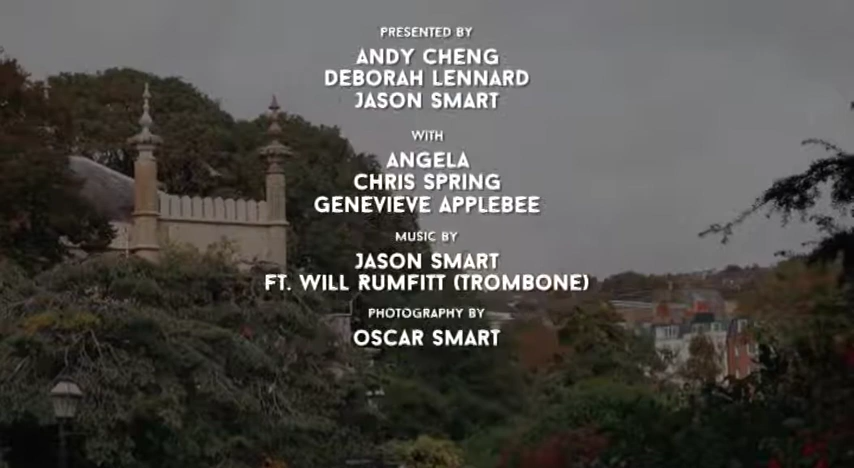 PRESENTED BY
ANDY CHENG
DEBORAH LENNARD
JASON SMART
WITH
ANGELA
CHRIS SPRING
GENEVIEVE APPLEBEE
MUSIC BY
JASON SMART
FT. WILL RUMFITT (TROMBONE)
PHOTOGRAPHY BY
OSCAR SMART